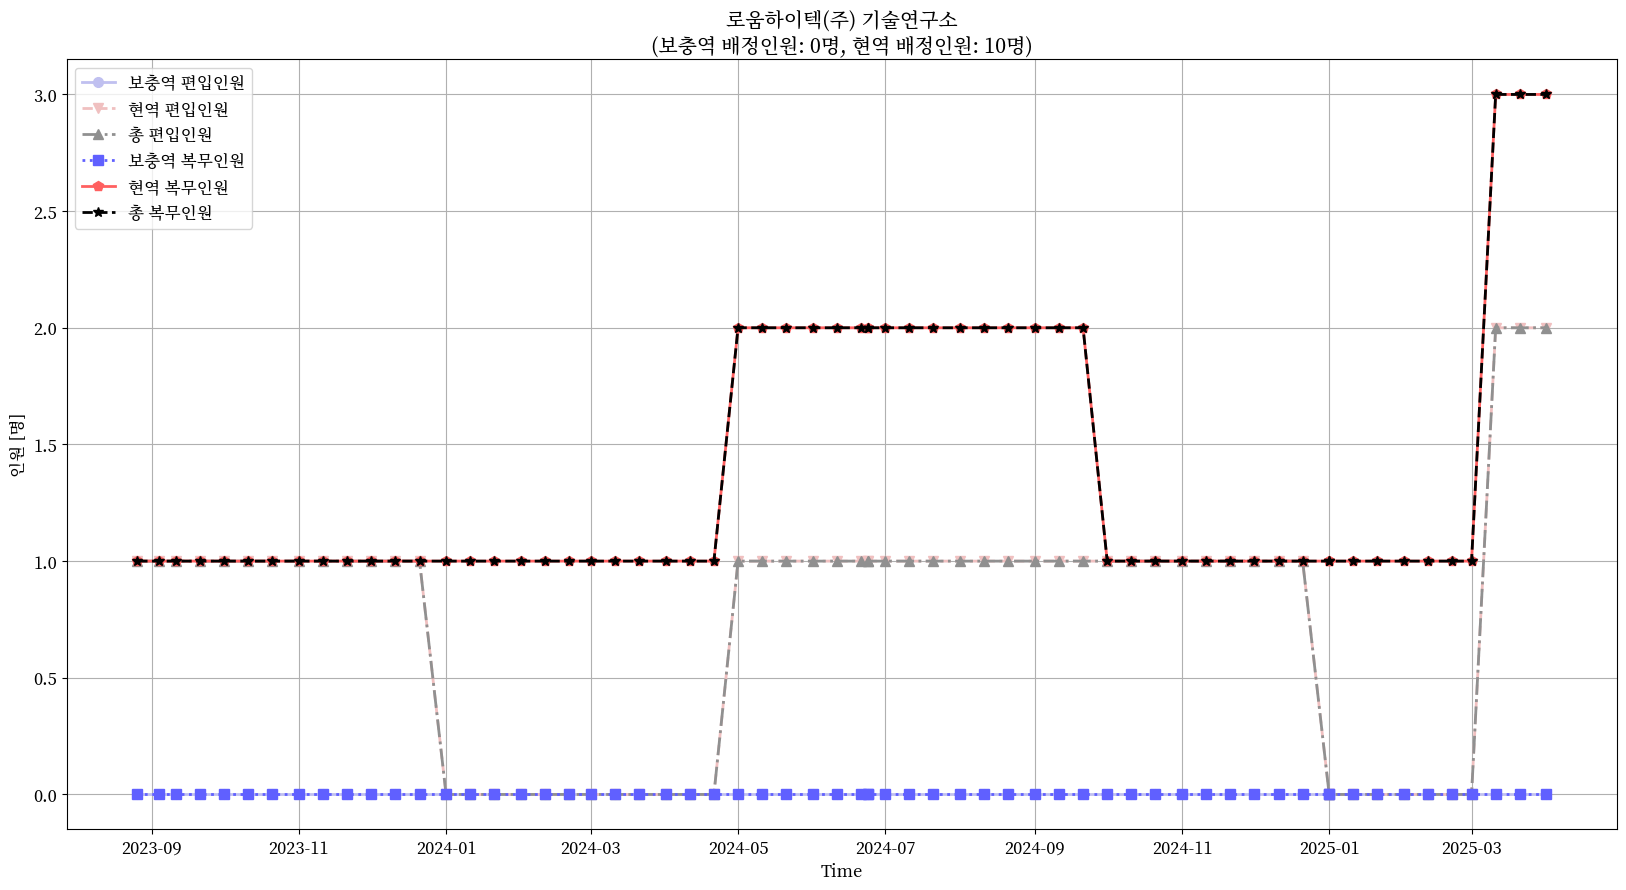 로움하이텍(주) 기술연구소
(보충역 배정인원: 0명, 현역 배정인원: 10명)
보충역 편입인원
현역 편입인원
총 편입인원
보충역 복무인원
현역 복무인원
총 복무인원
인원 [명]
3.0
2.5
2.0
1.5
1.0
0.5
0.0
2023-09
2023-11
2024-01
2024-03
2024-05
2024-07
2024-09
2024-11
2025-01
2025-03
Time